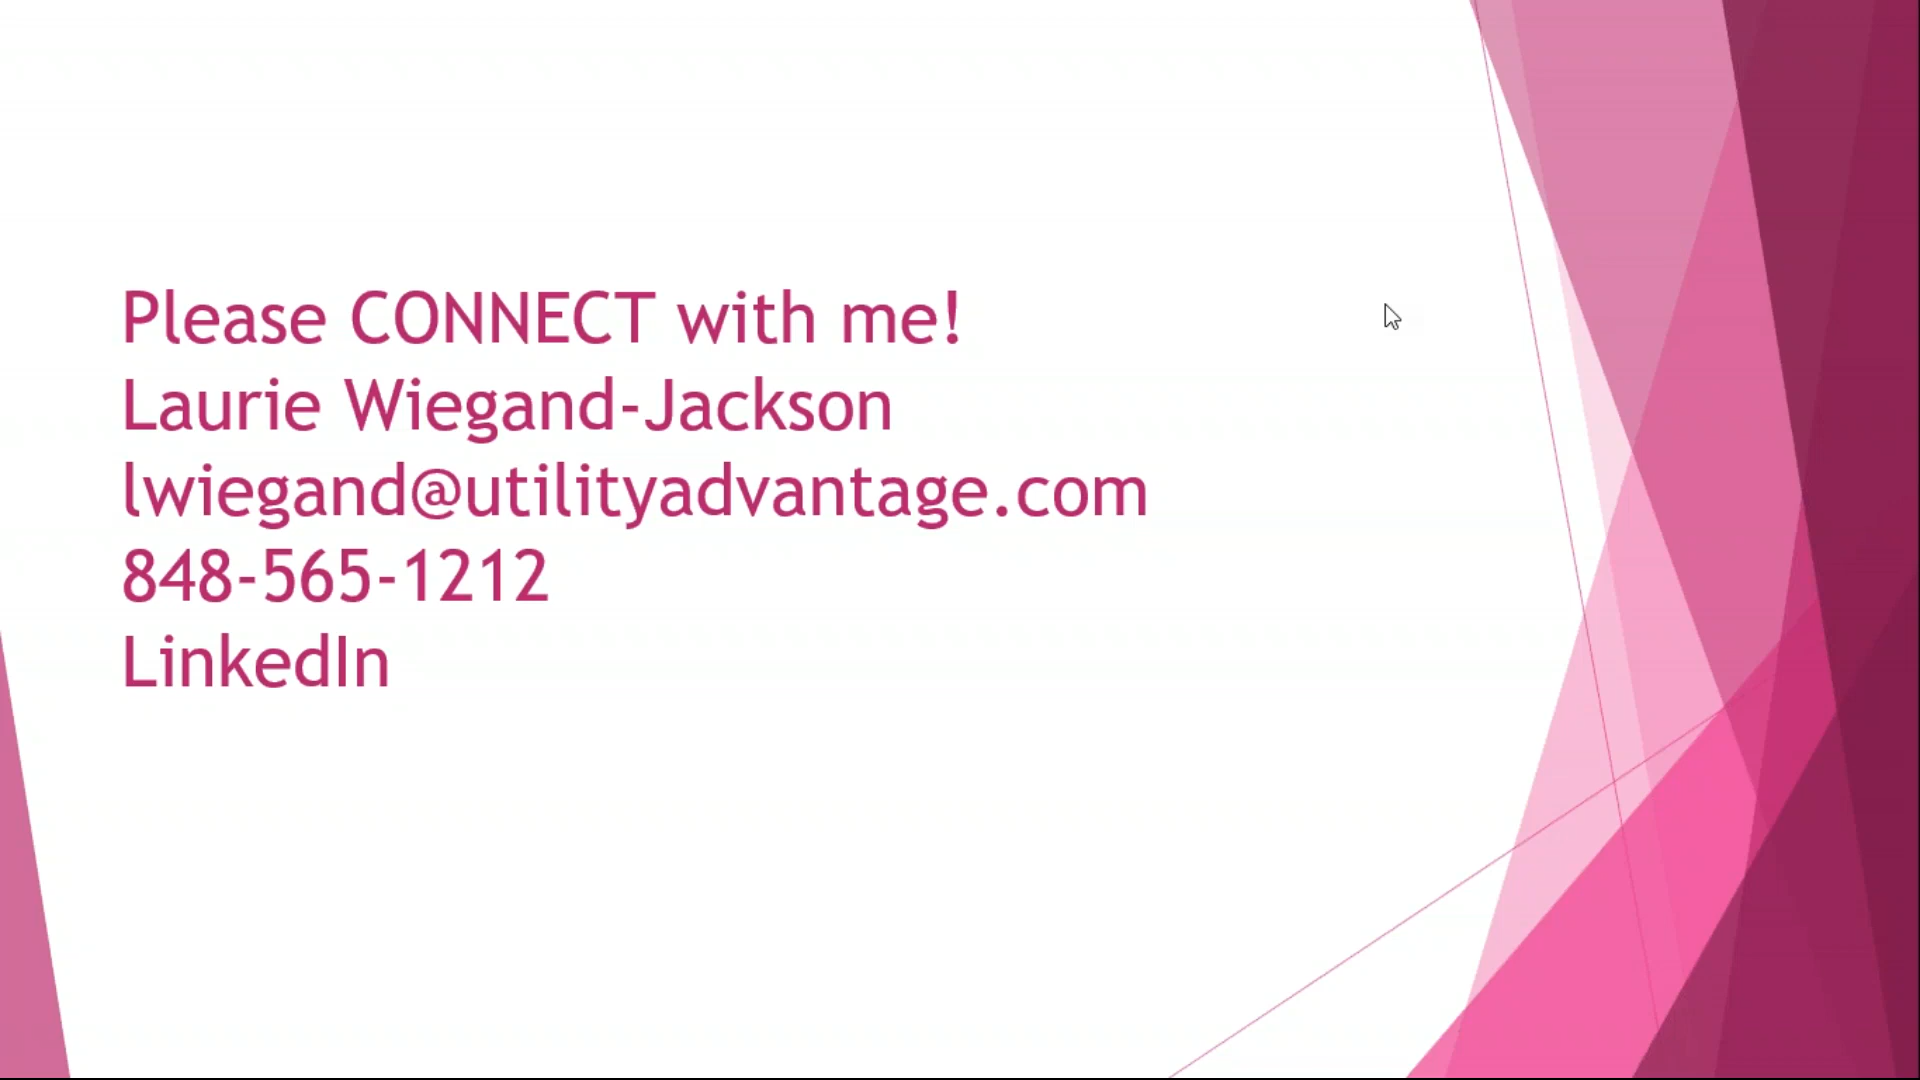 Please CONNECT with me!
Laurie Wiegand-Jackson
lwiegand@utilityadvantage.com
848-565-1212
LinkedIn